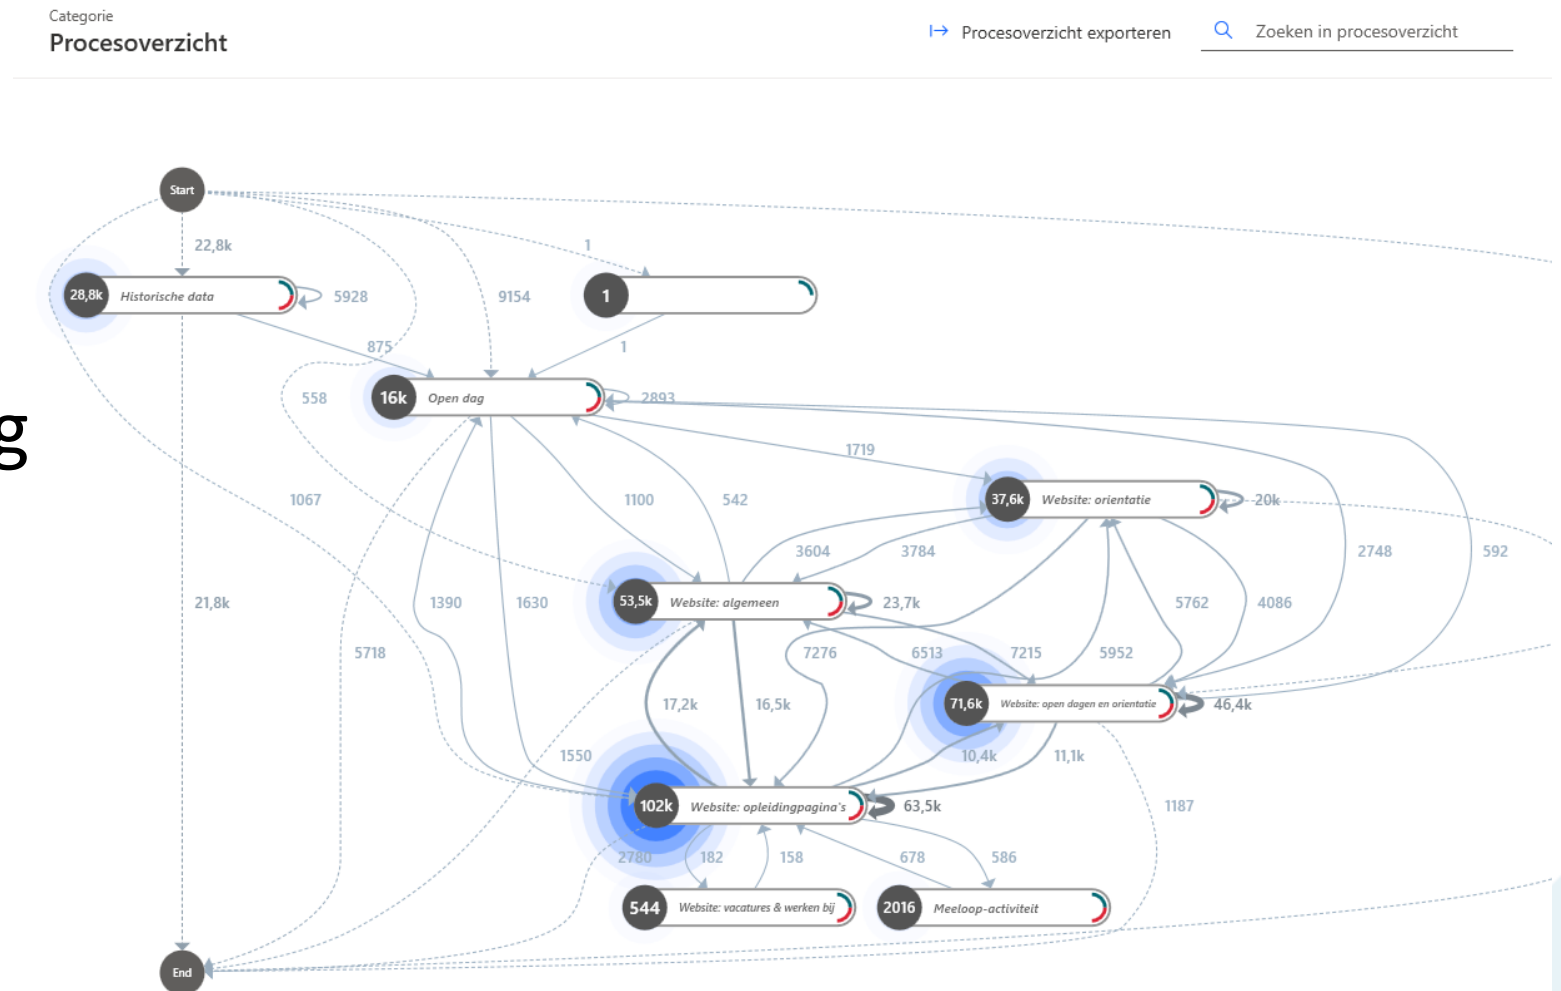 Categorie
Procesoverzicht
Procesoverzicht exporteren
Zoeken in procesoverzicht
Start
22,8k
1
28,8k
Historische data
5928
9154
1
875
1
558
16k
Open dag
2893
g
1719
1067
1100
542
37,6k
Website: orientatie
20k
3604
3784
2748
592
21,8k
1390
1630
53,5k
Website: algemeen
23,7k
5762
4086
5718
7276
6513
7215
5952
17,2k
16,5k
71,6k
Website: open dagen en orientatie
46,4k
1550
10,4k
11,1k
102k
Website: opleidingpagina's
63,5k
1187
2780
182
158
678
586
544
Website: vacatures & werken bij
2016
Meeloop-activiteit
End